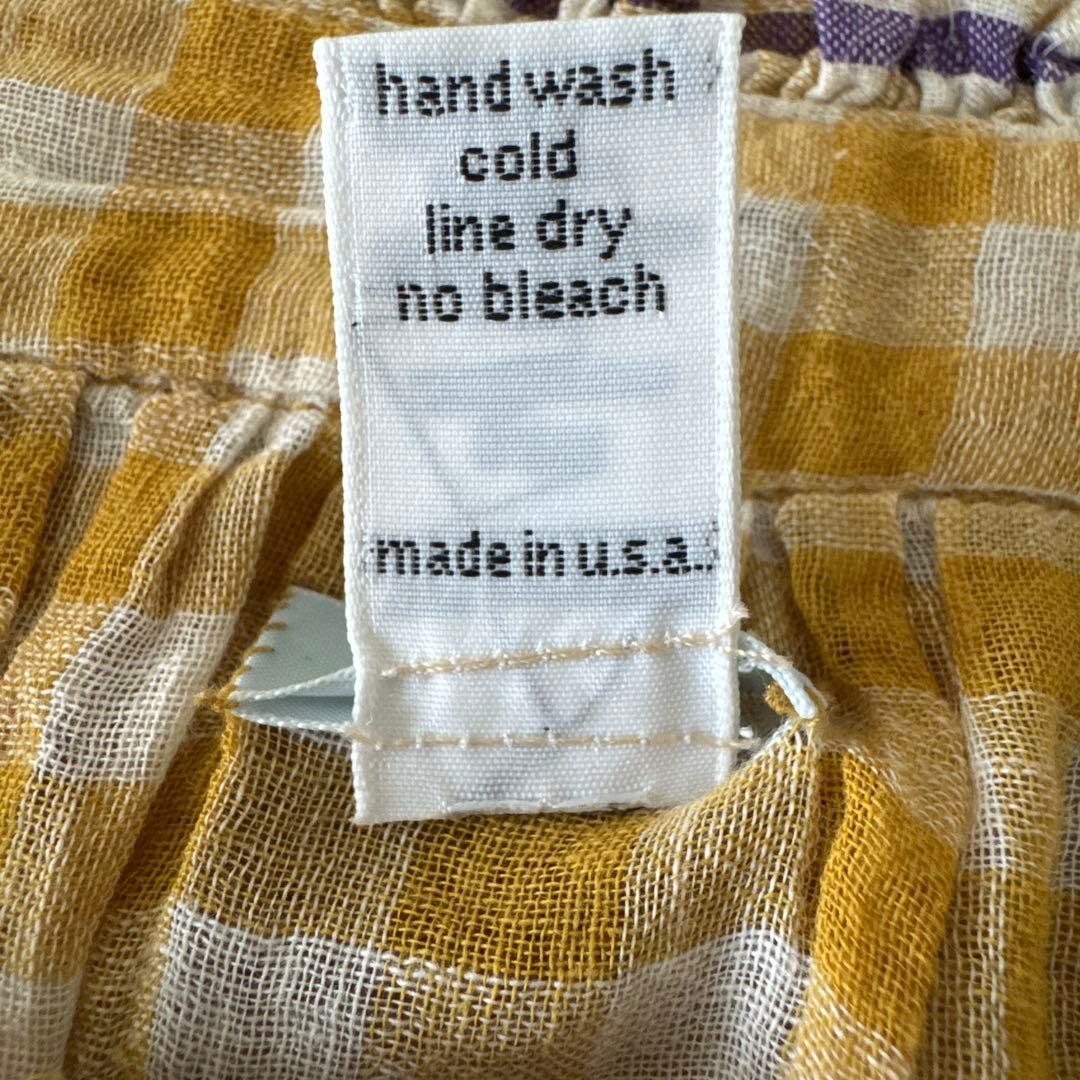 hand wash
cold
line dry
no bleach
made in u.s.a.